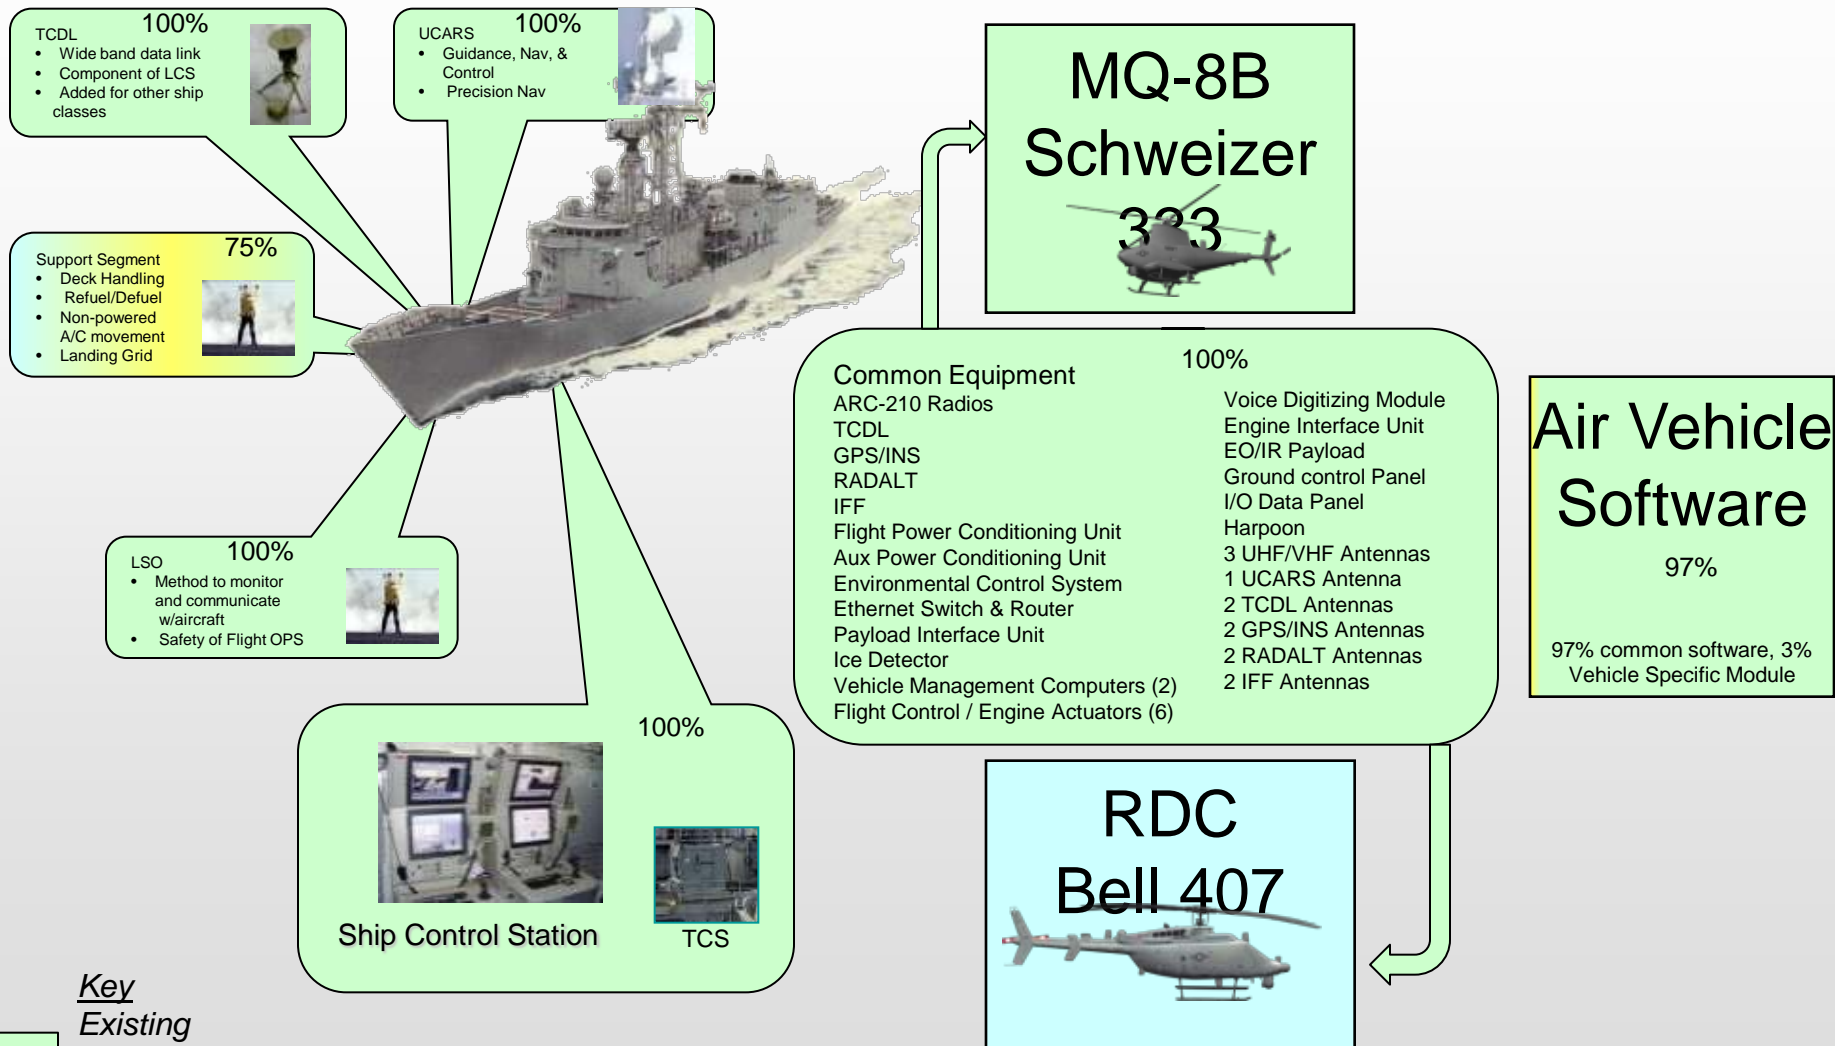 TCDL
100%
• Wide band data link
• Component of LCS
• Added for other ship
classes
UCARS
100%
• Guidance, Nav, &
Control
• Precision Nav
Support Segment
75%
• Deck Handling
• Refuel/Defuel
• Non-powered
A/C movement
• Landing Grid
LSO
100%
• Method to monitor
and communicate
w/aircraft
• Safety of Flight OPS
100%
Ship Control Station
TCS
MQ-8B
Schweizer
333
100%
Common Equipment
ARC-210 Radios
TCDL
GPS/INS
RADALT
IFF
Flight Power Conditioning Unit
Aux Power Conditioning Unit
Environmental Control System
Ethernet Switch & Router
Payload Interface Unit
Ice Detector
Vehicle Management Computers (2)
Flight Control / Engine Actuators (6)
Voice Digitizing Module
Engine Interface Unit
EO/IR Payload
Ground control Panel
I/O Data Panel
Harpoon
3 UHF/VHF Antennas
1 UCARS Antenna
2 TCDL Antennas
2 GPS/INS Antennas
2 RADALT Antennas
2 IFF Antennas
Air Vehicle
Software
97%
97% common software, 3%
Vehicle Specific Module
RDC
Bell 407
Key
Existing